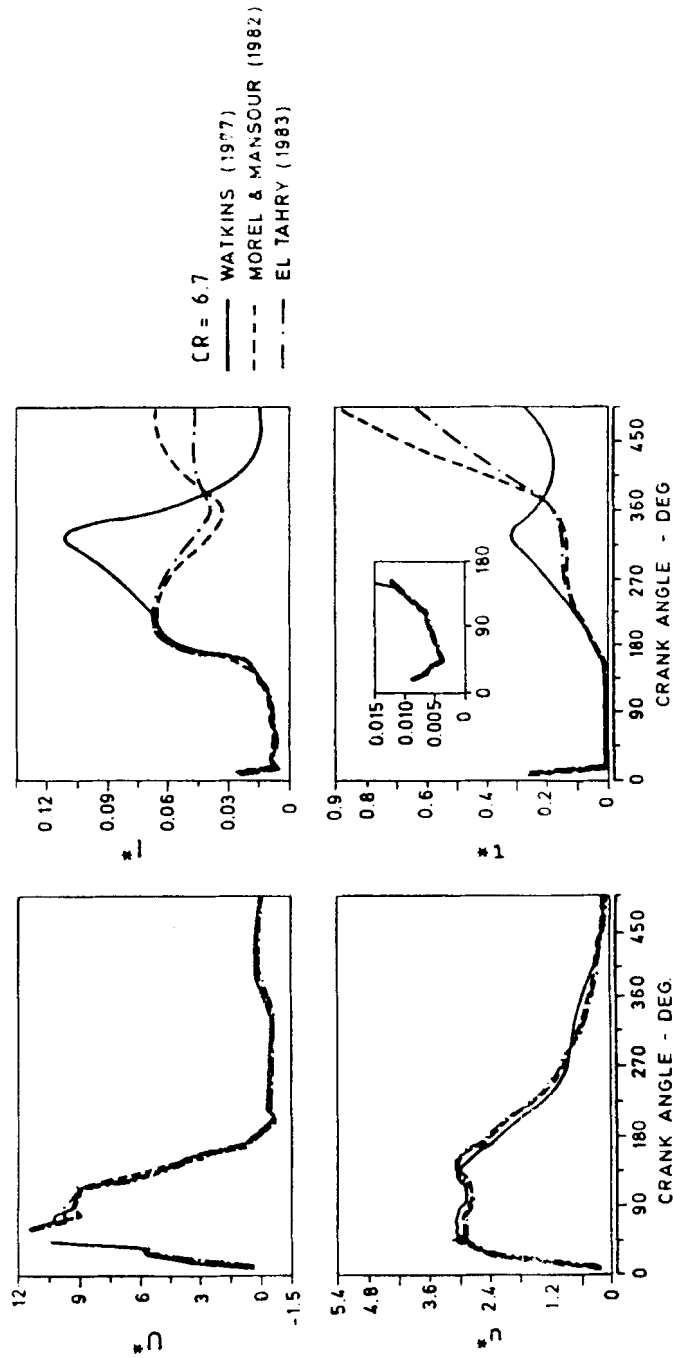 12
9
6
3
0
-1.5
U*
0.12
0.09
0.06
0.03
0
l*
CR = 6.7
WATKINS (1977)
MOREL & MANSOUR (1982)
EL TAHRY (1983)
5.4
4.8
3.6
2.4
1.2
0
u*
0 90 180 270 360 450
CRANK ANGLE - DEG.
0.9
0.8
0.6
0.4
0.2
0
τ*
0.015
0.010
0.005
0
0 90 180
0 90 180 270 360 450
CRANK ANGLE - DEG